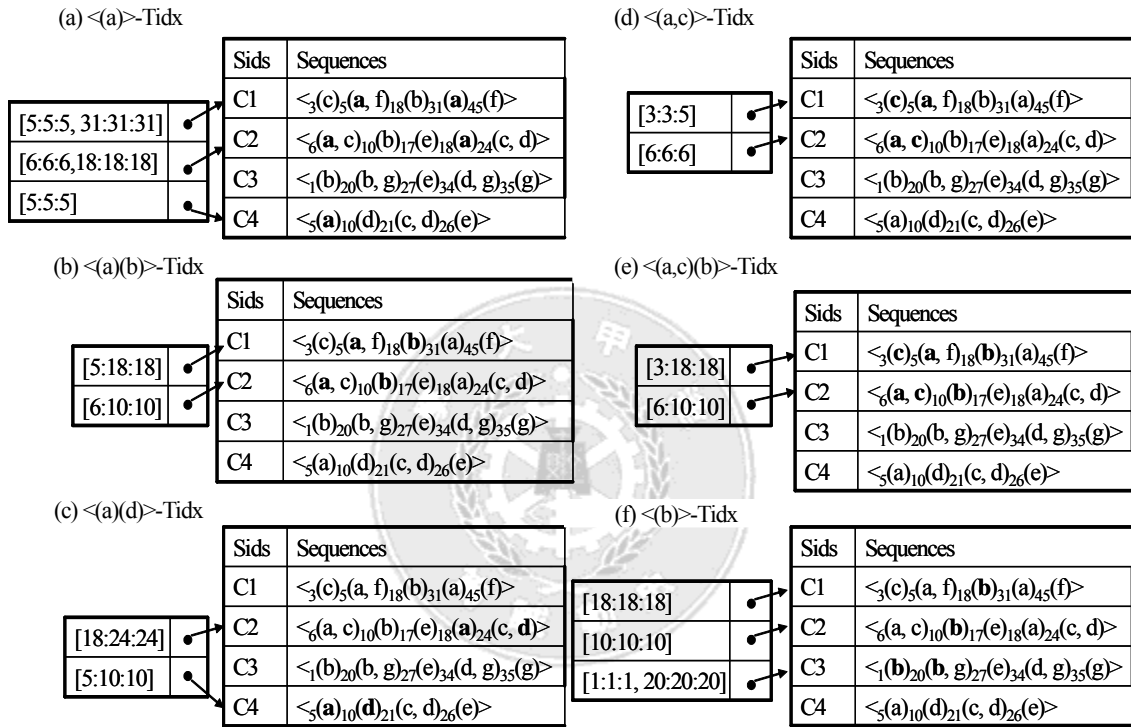 (a) <(a)>-Tidx
Sids Sequences
[5:5:5, 31:31:31] C1 <₃(c)₅(a, f)₁₈(b)₃₁(a)₄₅(f)>
[6:6:6,18:18:18] C2 <₆(a, c)₁₀(b)₁₇(e)₁₈(a)₂₄(c, d)>
C3 <₁(b)₂₀(b, g)₂₇(e)₃₄(d, g)₃₅(g)>
[5:5:5] C4 <₅(a)₁₀(d)₂₁(c, d)₂₆(e)>
(b) <(a)(b)>-Tidx
Sids Sequences
[5:18:18] C1 <₃(c)₅(a, f)₁₈(b)₃₁(a)₄₅(f)>
[6:10:10] C2 <₆(a, c)₁₀(b)₁₇(e)₁₈(a)₂₄(c, d)>
C3 <₁(b)₂₀(b, g)₂₇(e)₃₄(d, g)₃₅(g)>
C4 <₅(a)₁₀(d)₂₁(c, d)₂₆(e)>
(c) <(a)(d)>-Tidx
Sids Sequences
C1 <₃(c)₅(a, f)₁₈(b)₃₁(a)₄₅(f)>
[18:24:24] C2 <₆(a, c)₁₀(b)₁₇(e)₁₈(a)₂₄(c, d)>
[5:10:10] C3 <₁(b)₂₀(b, g)₂₇(e)₃₄(d, g)₃₅(g)>
C4 <₅(a)₁₀(d)₂₁(c, d)₂₆(e)>
(d) <(a,c)>-Tidx
Sids Sequences
[3:3:5] C1 <₃(c)₅(a, f)₁₈(b)₃₁(a)₄₅(f)>
[6:6:6] C2 <₆(a, c)₁₀(b)₁₇(e)₁₈(a)₂₄(c, d)>
C3 <₁(b)₂₀(b, g)₂₇(e)₃₄(d, g)₃₅(g)>
C4 <₅(a)₁₀(d)₂₁(c, d)₂₆(e)>
(e) <(a,c)(b)>-Tidx
Sids Sequences
[3:18:18] C1 <₃(c)₅(a, f)₁₈(b)₃₁(a)₄₅(f)>
[6:10:10] C2 <₆(a, c)₁₀(b)₁₇(e)₁₈(a)₂₄(c, d)>
C3 <₁(b)₂₀(b, g)₂₇(e)₃₄(d, g)₃₅(g)>
C4 <₅(a)₁₀(d)₂₁(c, d)₂₆(e)>
(f) <(b)>-Tidx
Sids Sequences
[18:18:18] C1 <₃(c)₅(a, f)₁₈(b)₃₁(a)₄₅(f)>
[10:10:10] C2 <₆(a, c)₁₀(b)₁₇(e)₁₈(a)₂₄(c, d)>
[1:1:1, 20:20:20] C3 <₁(b)₂₀(b, g)₂₇(e)₃₄(d, g)₃₅(g)>
C4 <₅(a)₁₀(d)₂₁(c, d)₂₆(e)>
大甲